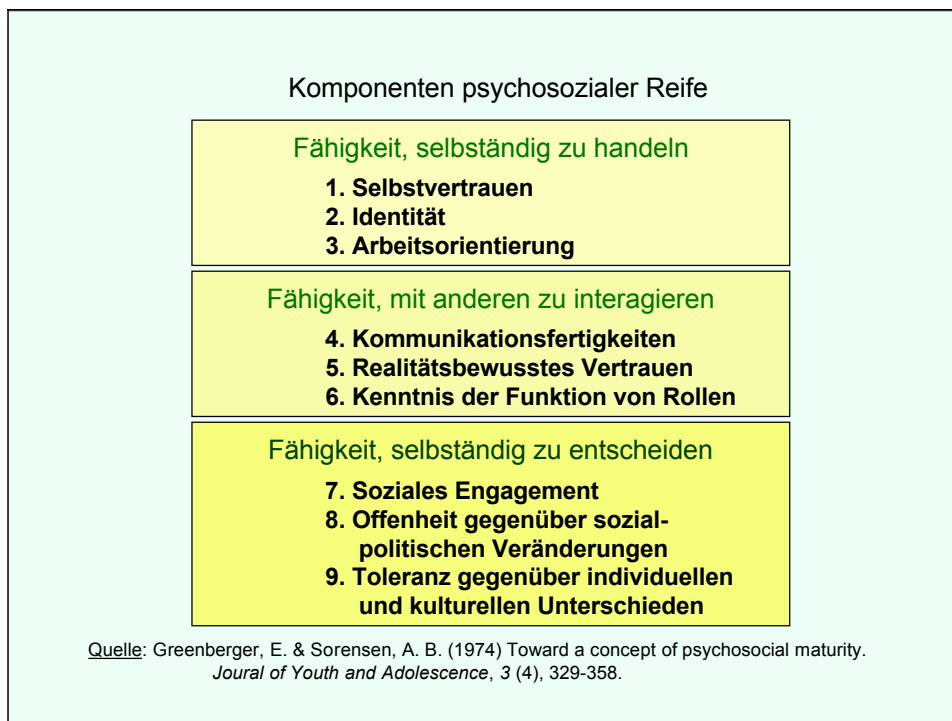 Komponenten psychosozialer Reife
Fähigkeit, selbständig zu handeln
1. Selbstvertrauen
2. Identität
3. Arbeitsorientierung
Fähigkeit, mit anderen zu interagieren
4. Kommunikationsfertigkeiten
5. Realitätsbewusstes Vertrauen
6. Kenntnis der Funktion von Rollen
Fähigkeit, selbständig zu entscheiden
7. Soziales Engagement
8. Offenheit gegenüber sozial-
politischen Veränderungen
9. Toleranz gegenüber individuellen
und kulturellen Unterschieden
Quelle: Greenberger, E. & Sorensen, A. B. (1974) Toward a concept of psychosocial maturity.
Joural of Youth and Adolescence, 3 (4), 329-358.